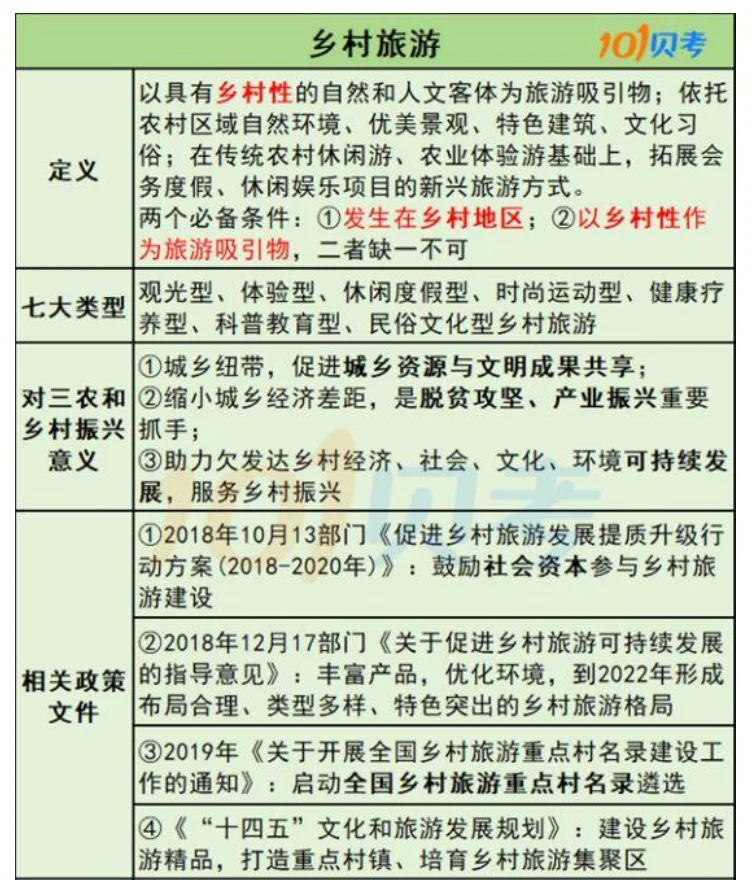 乡村旅游
101贝考
定义
以具有乡村性的自然和人文客体为旅游吸引物；依托
农村区域自然环境、优美景观、特色建筑、文化习
俗；在传统农村休闲游、农业体验游基础上，拓展会
务度假、休闲娱乐项目的新兴旅游方式。
两个必备条件：①发生在乡村地区；②以乡村性作
为旅游吸引物，二者缺一不可
七大类型
观光型、体验型、休闲度假型、时尚运动型、健康疗
养型、科普教育型、民俗文化型乡村旅游
对三农和
乡村振兴
意义
①城乡纽带，促进城乡资源与文明成果共享；
②缩小城乡经济差距，是脱贫攻坚、产业振兴重要
抓手；
③助力欠发达乡村经济、社会、文化、环境可持续发
展，服务乡村振兴
101贝考
相关政策
文件
①2018年10月13部门《促进乡村旅游发展提质升级行
动方案(2018-2020年)》：鼓励社会资本参与乡村旅
游建设
②2018年12月17部门《关于促进乡村旅游可持续发展
的指导意见》：丰富产品，优化环境，到2022年形成
布局合理、类型多样、特色突出的乡村旅游格局
③2019年《关于开展全国乡村旅游重点村名录建设工
作的通知》：启动全国乡村旅游重点村名录遴选
④《“十四五”文化和旅游发展规划》：建设乡村旅
游精品，打造重点村镇、培育乡村旅游集聚区